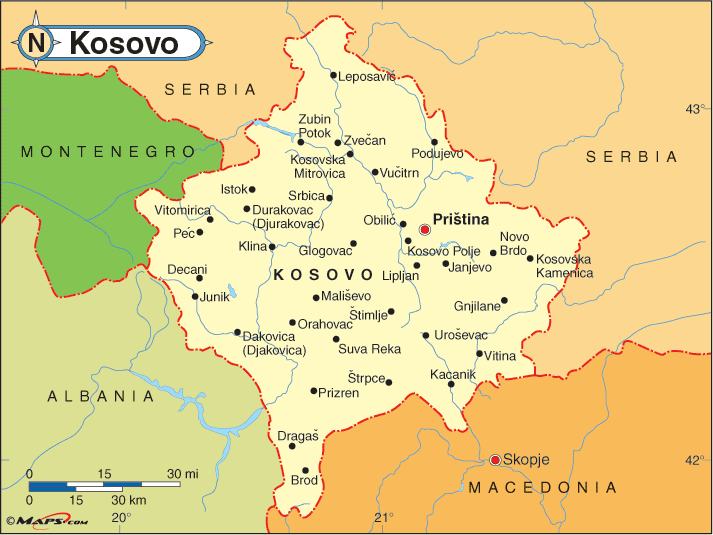 N Kosovo
SERBIA
MONTENEGRO
SERBIA
ALBANIA
MACEDONIA
KOSOVO
43°
42°
20°
21°
Leposavič
Zubin
Potok
Zvečan
Kosovska
Mitrovica
Podujevo
Vučitrn
Istok
Srbica
Vitomirica
Durakovac
(Djurakovac)
Peć
Obilić
Priština
Klina
Glogovac
Kosovo Polje
Novo
Brdo
Lipljan
Janjevo
Kosovska
Kamenica
Decani
Junik
Mališevo
Gnjilane
Štimlje
Orahovac
Dakovica
(Djakovica)
Suva Reka
Uroševac
Vitina
Štrpce
Kacanik
Prizren
Dragaš
Brod
Skopje
0 15 30 mi
0 15 30 km
©MAPS.COM